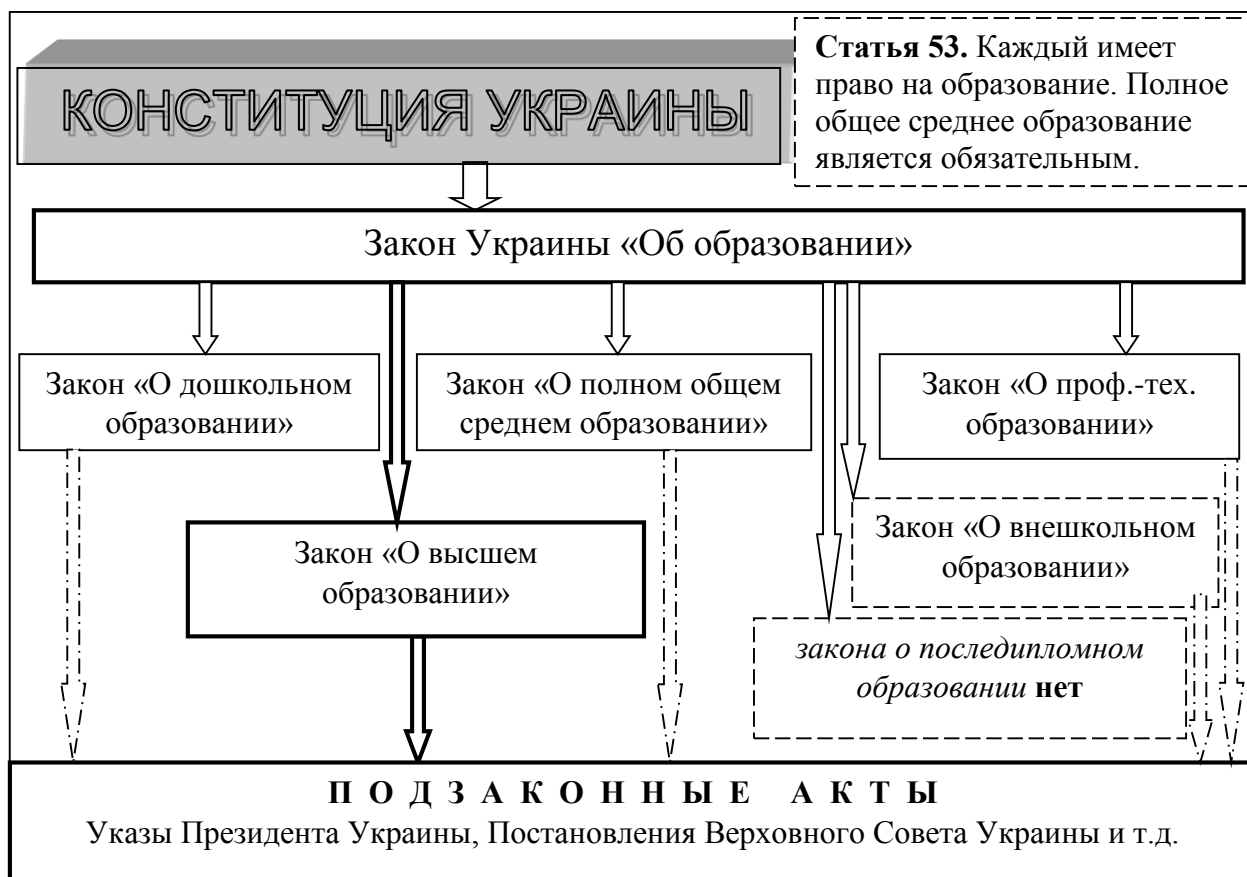 КОНСТИТУЦИЯ УКРАИНЫ
Статья 53. Каждый имеет
право на образование. Полное
общее среднее образование
является обязательным.
Закон Украины «Об образовании»
Закон «О дошкольном
образовании»
Закон «О полном общем
среднем образовании»
Закон «О проф.-тех.
образовании»
Закон «О высшем
образовании»
Закон «О внешкольном
образовании»
закона о последипломном
образовании нет
П О Д З А К О Н Н Ы Е А К Т Ы
Указы Президента Украины, Постановления Верховного Совета Украины и т.д.